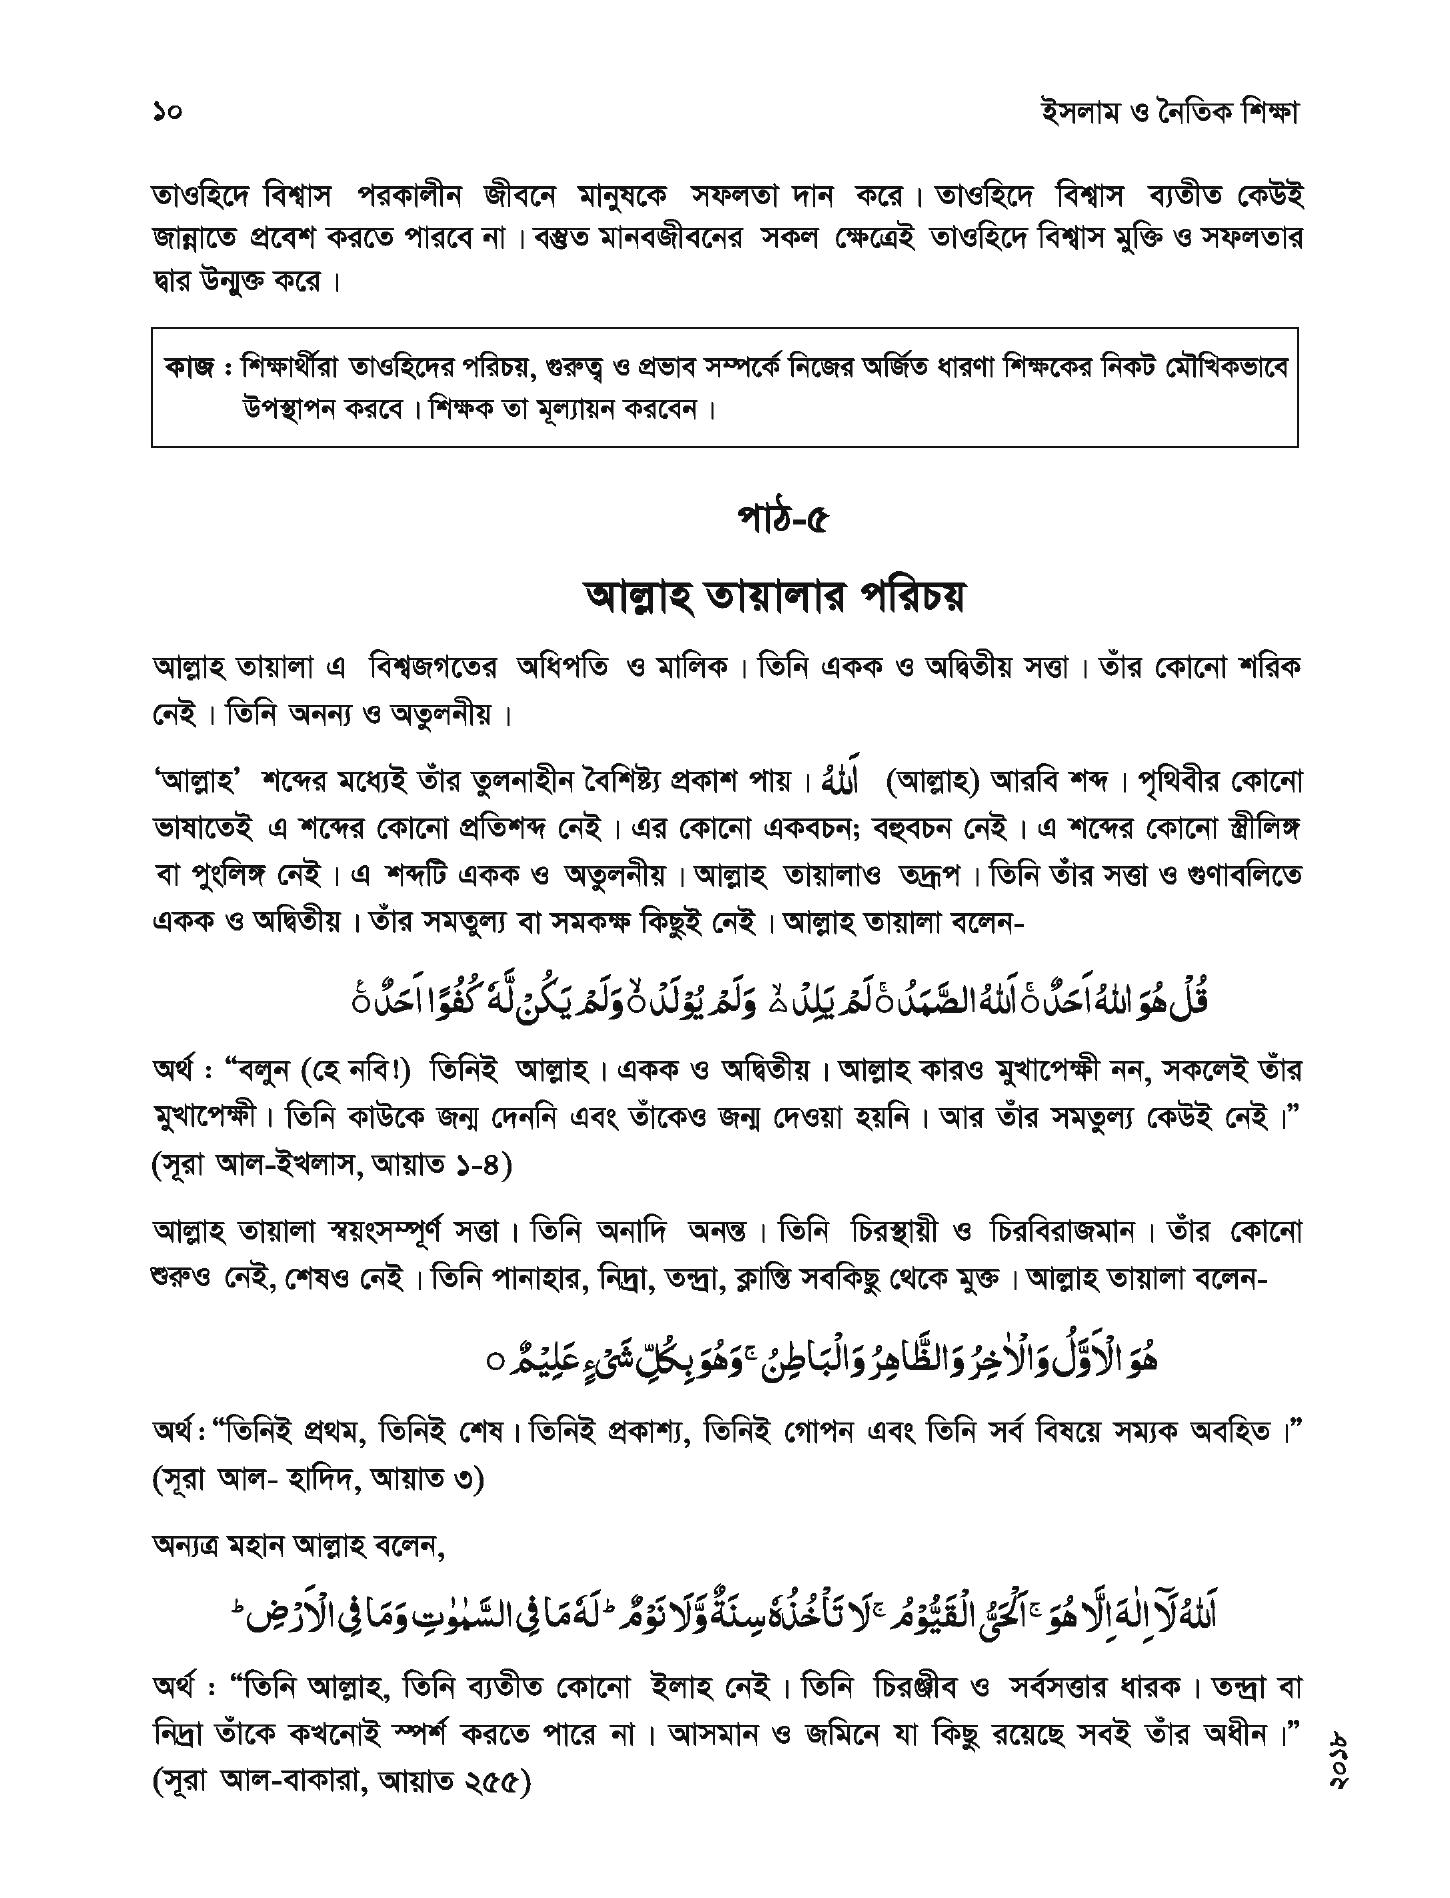 ১০
ইসলাম ও নৈতিক শিক্ষা
তাওহিদে বিশ্বাস পরকালীন জীবনে মানুষকে সফলতা দান করে । তাওহিদে বিশ্বাস ব্যতীত কেউই
জান্নাতে প্রবেশ করতে পারবে না । বস্তুত মানবজীবনের সকল ক্ষেত্রেই তাওহিদে বিশ্বাস মুক্তি ও সফলতার
দ্বার উন্মুক্ত করে ।
কাজ : শিক্ষার্থীরা তাওহিদের পরিচয়, গুরুত্ব ও প্রভাব সম্পর্কে নিজের অর্জিত ধারণা শিক্ষকের নিকট মৌখিকভাবে
উপস্থাপন করবে । শিক্ষক তা মূল্যায়ন করবেন ।
পাঠ-৫
আল্লাহ তায়ালার পরিচয়
আল্লাহ তায়ালা এ বিশ্বজগতের অধিপতি ও মালিক । তিনি একক ও অদ্বিতীয় সত্তা । তাঁর কোনো শরিক
নেই । তিনি অনন্য ও অতুলনীয় ।
‘আল্লাহ’ শব্দের মধ্যেই তাঁর তুলনাহীন বৈশিষ্ট্য প্রকাশ পায় । اَللّٰهُ (আল্লাহ) আরবি শব্দ । পৃথিবীর কোনো
ভাষাতেই এ শব্দের কোনো প্রতিশব্দ নেই । এর কোনো একবচন; বহুবচন নেই । এ শব্দের কোনো স্ত্রীলিঙ্গ
বা পুংলিঙ্গ নেই । এ শব্দটি একক ও অতুলনীয় । আল্লাহ তায়ালাও তদ্রূপ । তিনি তাঁর সত্তা ও গুণাবলিতে
একক ও অদ্বিতীয় । তাঁর সমতুল্য বা সমকক্ষ কিছুই নেই । আল্লাহ তায়ালা বলেন-
قُلْ هُوَ اللّٰهُ اَحَدٌ ۚ اَللّٰهُ الصَّمَدُ ۚ لَمْ يَلِدْ ۙ وَلَمْ يُوْلَدْ ۙ وَلَمْ يَكُنْ لَّهٗ كُفُوًا اَحَدٌ ۚ
অর্থ : “বলুন (হে নবি!) তিনিই আল্লাহ । একক ও অদ্বিতীয় । আল্লাহ কারও মুখাপেক্ষী নন, সকলেই তাঁর
মুখাপেক্ষী । তিনি কাউকে জন্ম দেননি এবং তাঁকেও জন্ম দেওয়া হয়নি । আর তাঁর সমতুল্য কেউই নেই ।”
(সূরা আল-ইখলাস, আয়াত ১-৪)
আল্লাহ তায়ালা স্বয়ংসম্পূর্ণ সত্তা । তিনি অনাদি অনন্ত । তিনি চিরস্থায়ী ও চিরবিরাজমান । তাঁর কোনো
শুরুও নেই, শেষও নেই । তিনি পানাহার, নিদ্রা, তন্দ্রা, ক্লান্তি সবকিছু থেকে মুক্ত । আল্লাহ তায়ালা বলেন-
هُوَ الْاَوَّلُ وَالْاٰخِرُ وَالظَّاهِرُ وَالْبَاطِنُ ۚ وَهُوَ بِكُلِّ شَيْءٍ عَلِيْمٌ ○
অর্থ : “তিনিই প্রথম, তিনিই শেষ । তিনিই প্রকাশ্য, তিনিই গোপন এবং তিনি সর্ব বিষয়ে সম্যক অবহিত ।”
(সূরা আল- হাদিদ, আয়াত ৩)
অন্যত্র মহান আল্লাহ বলেন,
اَللّٰهُ لَآ اِلٰهَ اِلَّا هُوَ ۚ اَلْحَيُّ الْقَيُّوْمُ ۚ لَا تَأْخُذُهٗ سِنَةٌ وَّلَا نَوْمٌ ؕ لَهٗ مَا فِي السَّمٰوٰتِ وَمَا فِي الْاَرْضِ ؕ
অর্থ : “তিনি আল্লাহ, তিনি ব্যতীত কোনো ইলাহ নেই । তিনি চিরঞ্জীব ও সর্বসত্তার ধারক । তন্দ্রা বা
নিদ্রা তাঁকে কখনোই স্পর্শ করতে পারে না । আসমান ও জমিনে যা কিছু রয়েছে সবই তাঁর অধীন ।”
(সূরা আল-বাকারা, আয়াত ২৫৫)
২০১৮